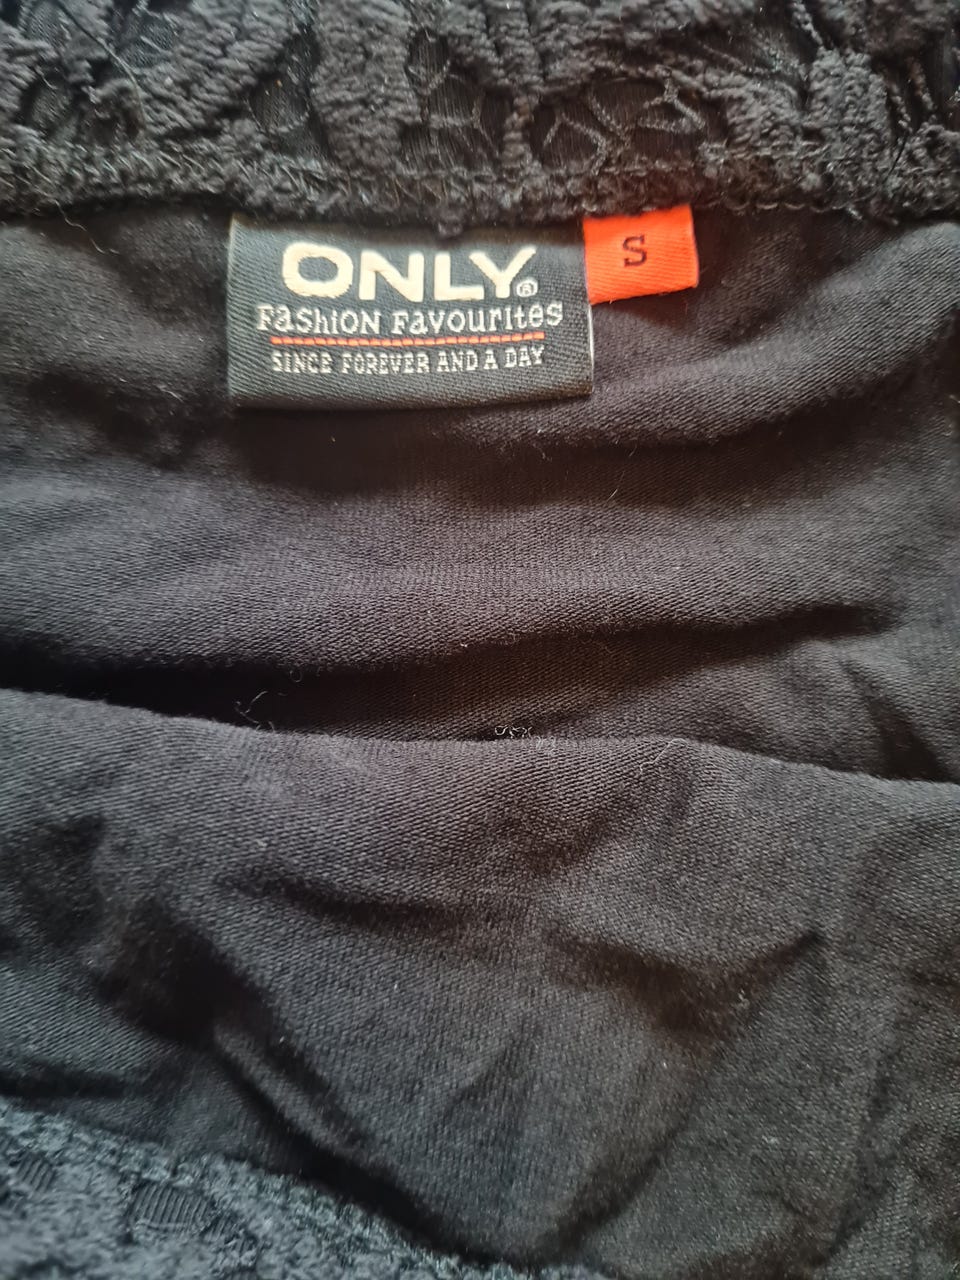 ONLY®
Fashion Favourites
SINCE FOREVER AND A DAY
S